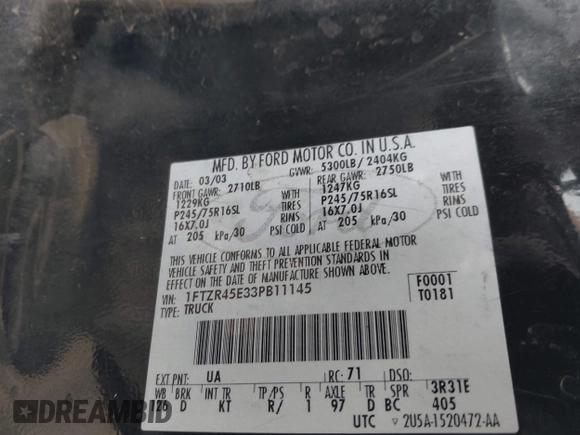 MFD. BY FORD MOTOR CO. IN U.S.A.
DATE: 03/03 GVWR: 5300LB/ 2404KG
FRONT GAWR: 2710LB REAR GAWR: 2750LB
1229KG WITH 1247KG WITH
P245/75R16SL TIRES P245/75R16SL TIRES
16X7.0J RIMS 16X7.0J RIMS
AT 205 kPa/30 PSI COLD AT 205 kPa/30 PSI COLD
Ford
THIS VEHICLE CONFORMS TO ALL APPLICABLE FEDERAL MOTOR
VEHICLE SAFETY AND THEFT PREVENTION STANDARDS IN
EFFECT ON THE DATE OF MANUFACTURE SHOWN ABOVE.
VIN: 1FTZR45E33PB11145 F0001
TYPE: TRUCK T0181
EXT PNT: UA RC: 71 DSO:
WB BRK INT TR TP/PS R AXLE TR SPR 3R31E
126 D KT R/ 1 97 D BC 405
UTC 2U5A-1520472-AA
DREAMBID